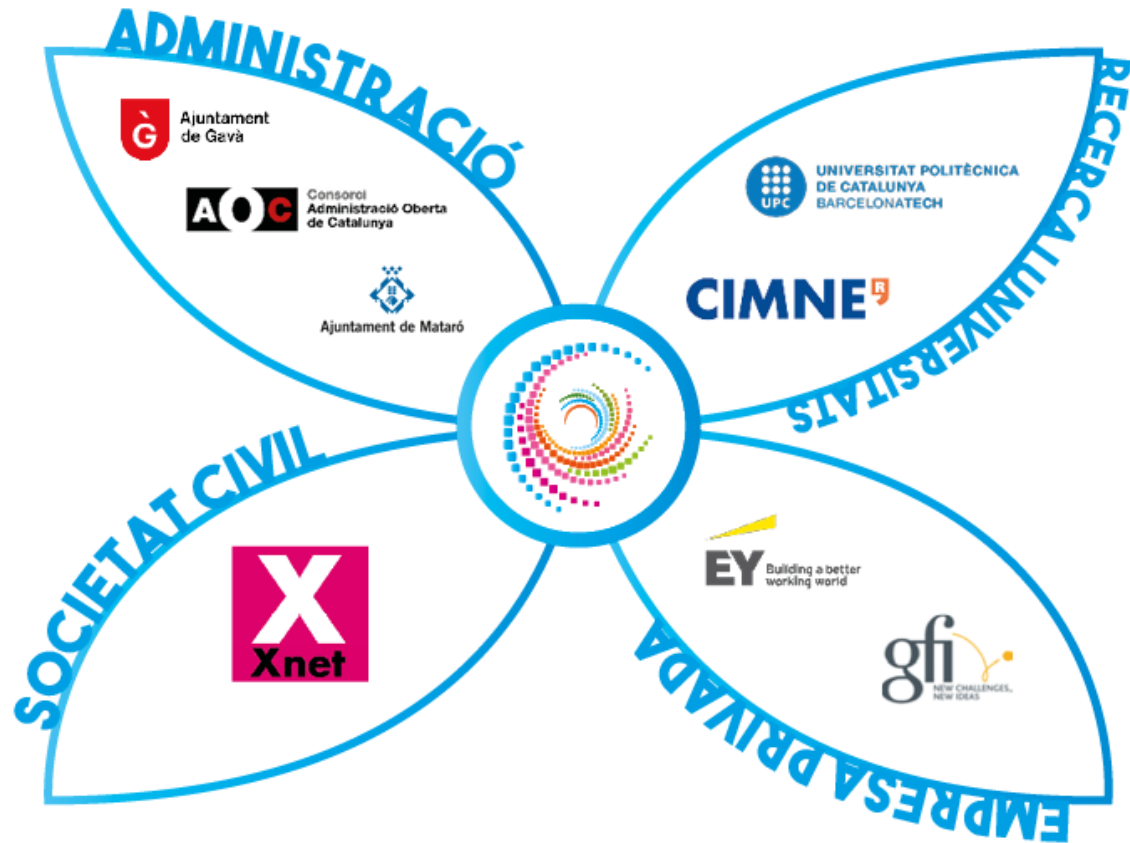 ADMINISTRACIÓ
Ajuntament
de Gavà
AOC
Consorci
Administració Oberta
de Catalunya
Ajuntament de Mataró
RECERCA I UNIVERSITATS
UPC
UNIVERSITAT POLITÈCNICA
DE CATALUNYA
BARCELONATECH
CIMNE
R
SOCIETAT CIVIL
X
Xnet
EMPRESA PRIVADA
EY
Building a better
working world
gfi
NEW CHALLENGES,
NEW IDEAS